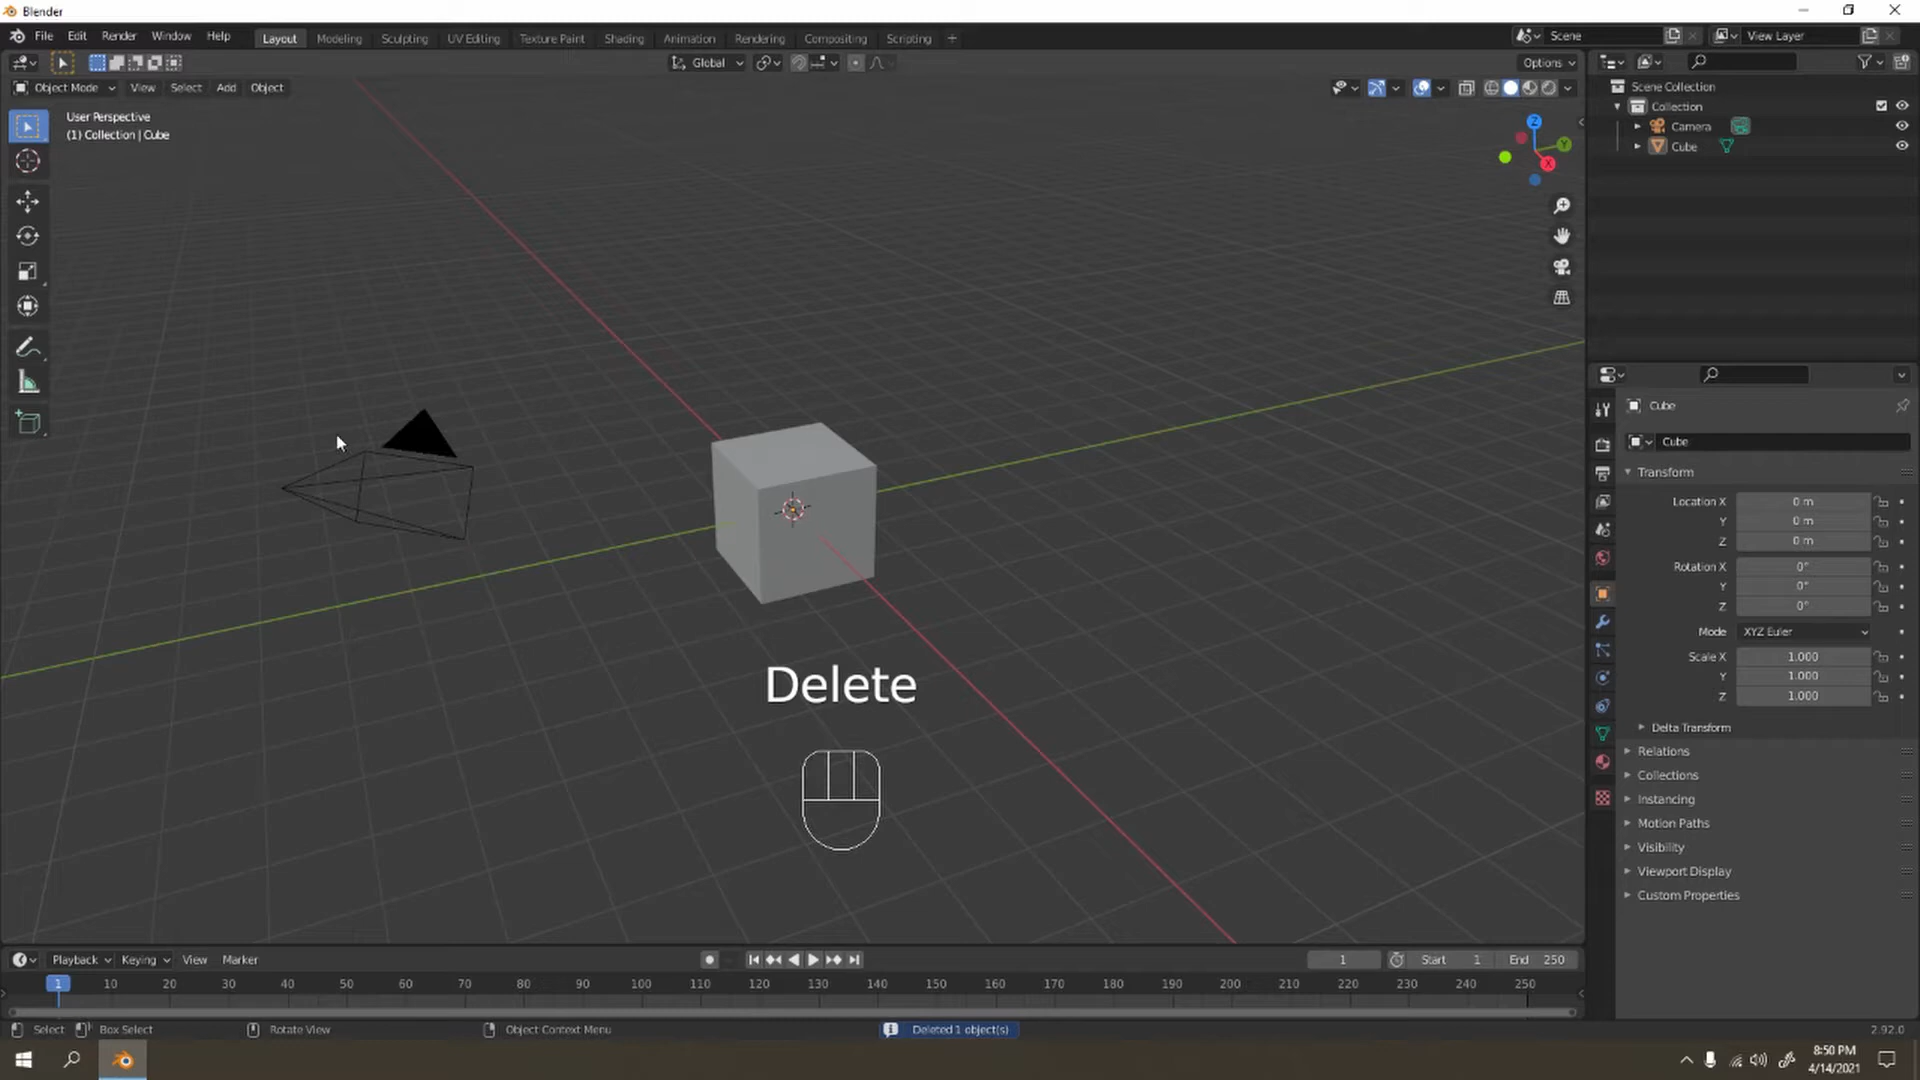 Blender
File Edit Render Window Help Layout Modeling Sculpting UV Editing Texture Paint Shading Animation Rendering Compositing Scripting + Scene View Layer
Global Options
Object Mode View Select Add Object
User Perspective
(1) Collection | Cube
Z
Y
X
Scene Collection
Collection
Camera
Cube
Cube
Cube
Transform
Location X 0 m
Y 0 m
Z 0 m
Rotation X 0°
Y 0°
Z 0°
Mode XYZ Euler
Scale X 1.000
Y 1.000
Z 1.000
Delta Transform
Relations
Collections
Instancing
Motion Paths
Visibility
Viewport Display
Custom Properties
Delete
Playback Keying View Marker 1 Start 1 End 250
1 10 20 30 40 50 60 70 80 90 100 110 120 130 140 150 160 170 180 190 200 210 220 230 240 250
Select Box Select Rotate View Object Context Menu Deleted 1 object(s) 2.92.0
8:50 PM
4/14/2021